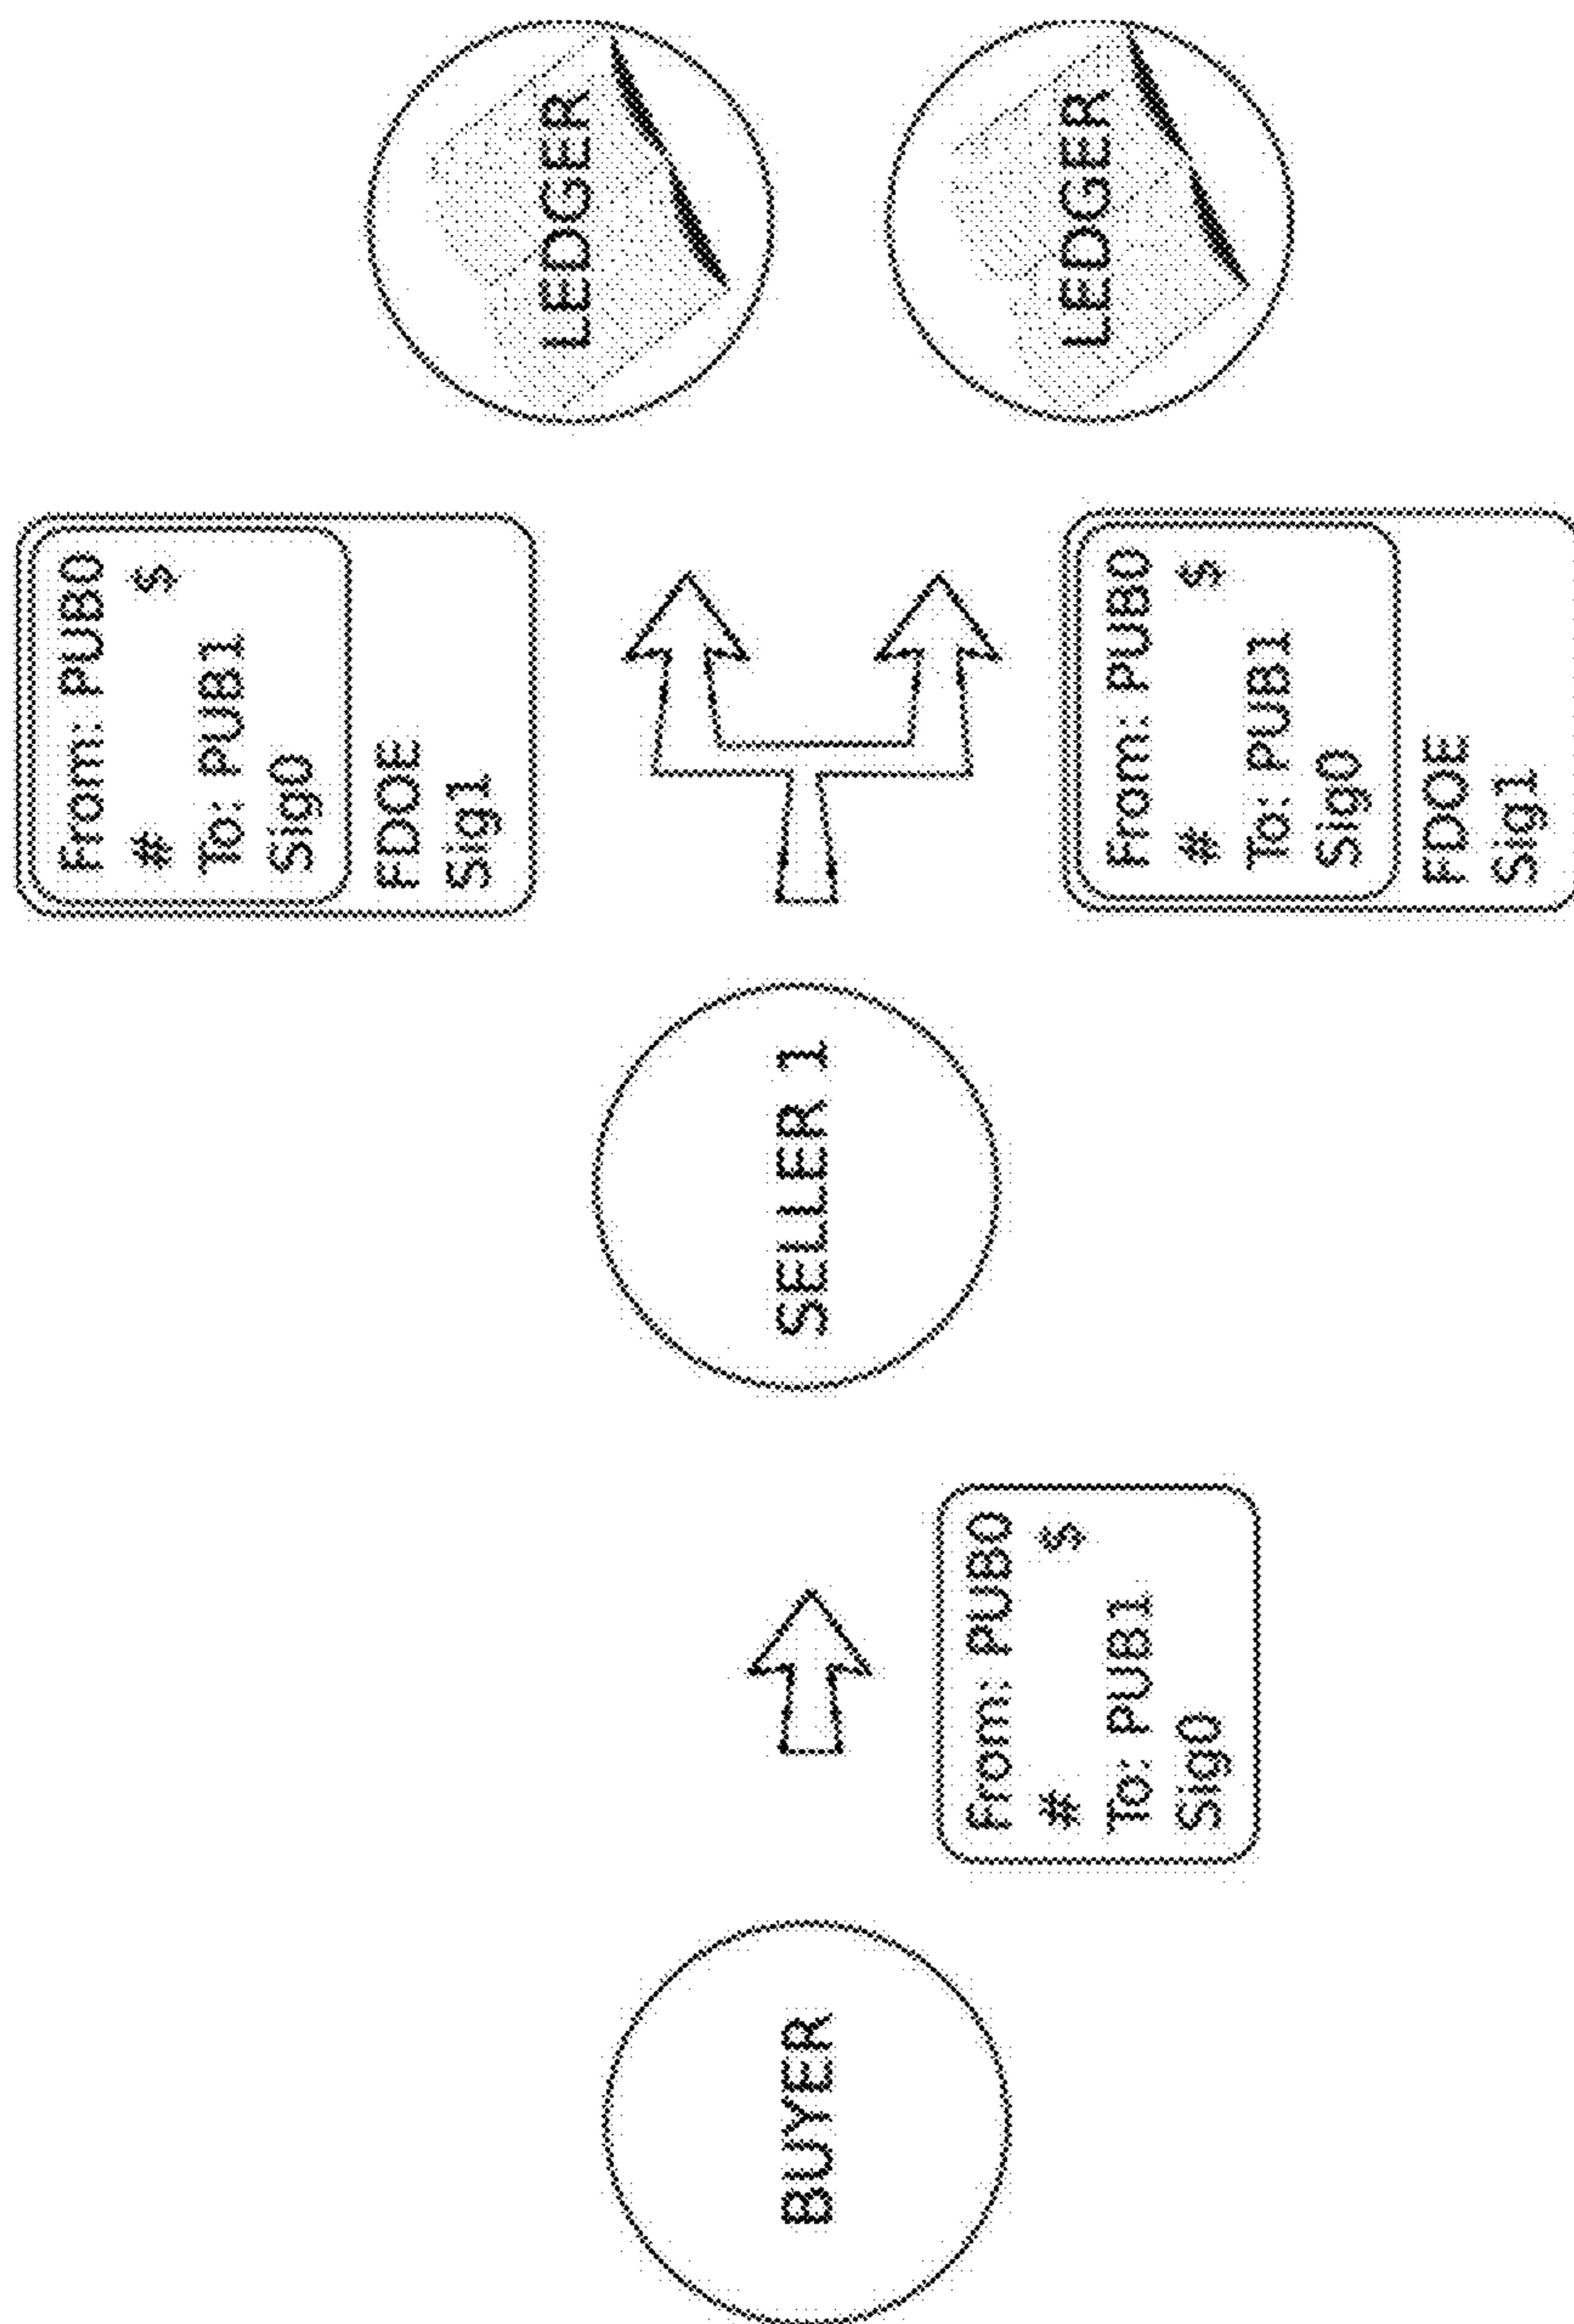 BUYER
From: PUB0
# $
To: PUB1
Sig0
SELLER 1
From: PUB0
# $
To: PUB1
Sig0
FDOE
Sig1
From: PUB0
# $
To: PUB1
Sig0
FDOE
Sig1
LEDGER
LEDGER